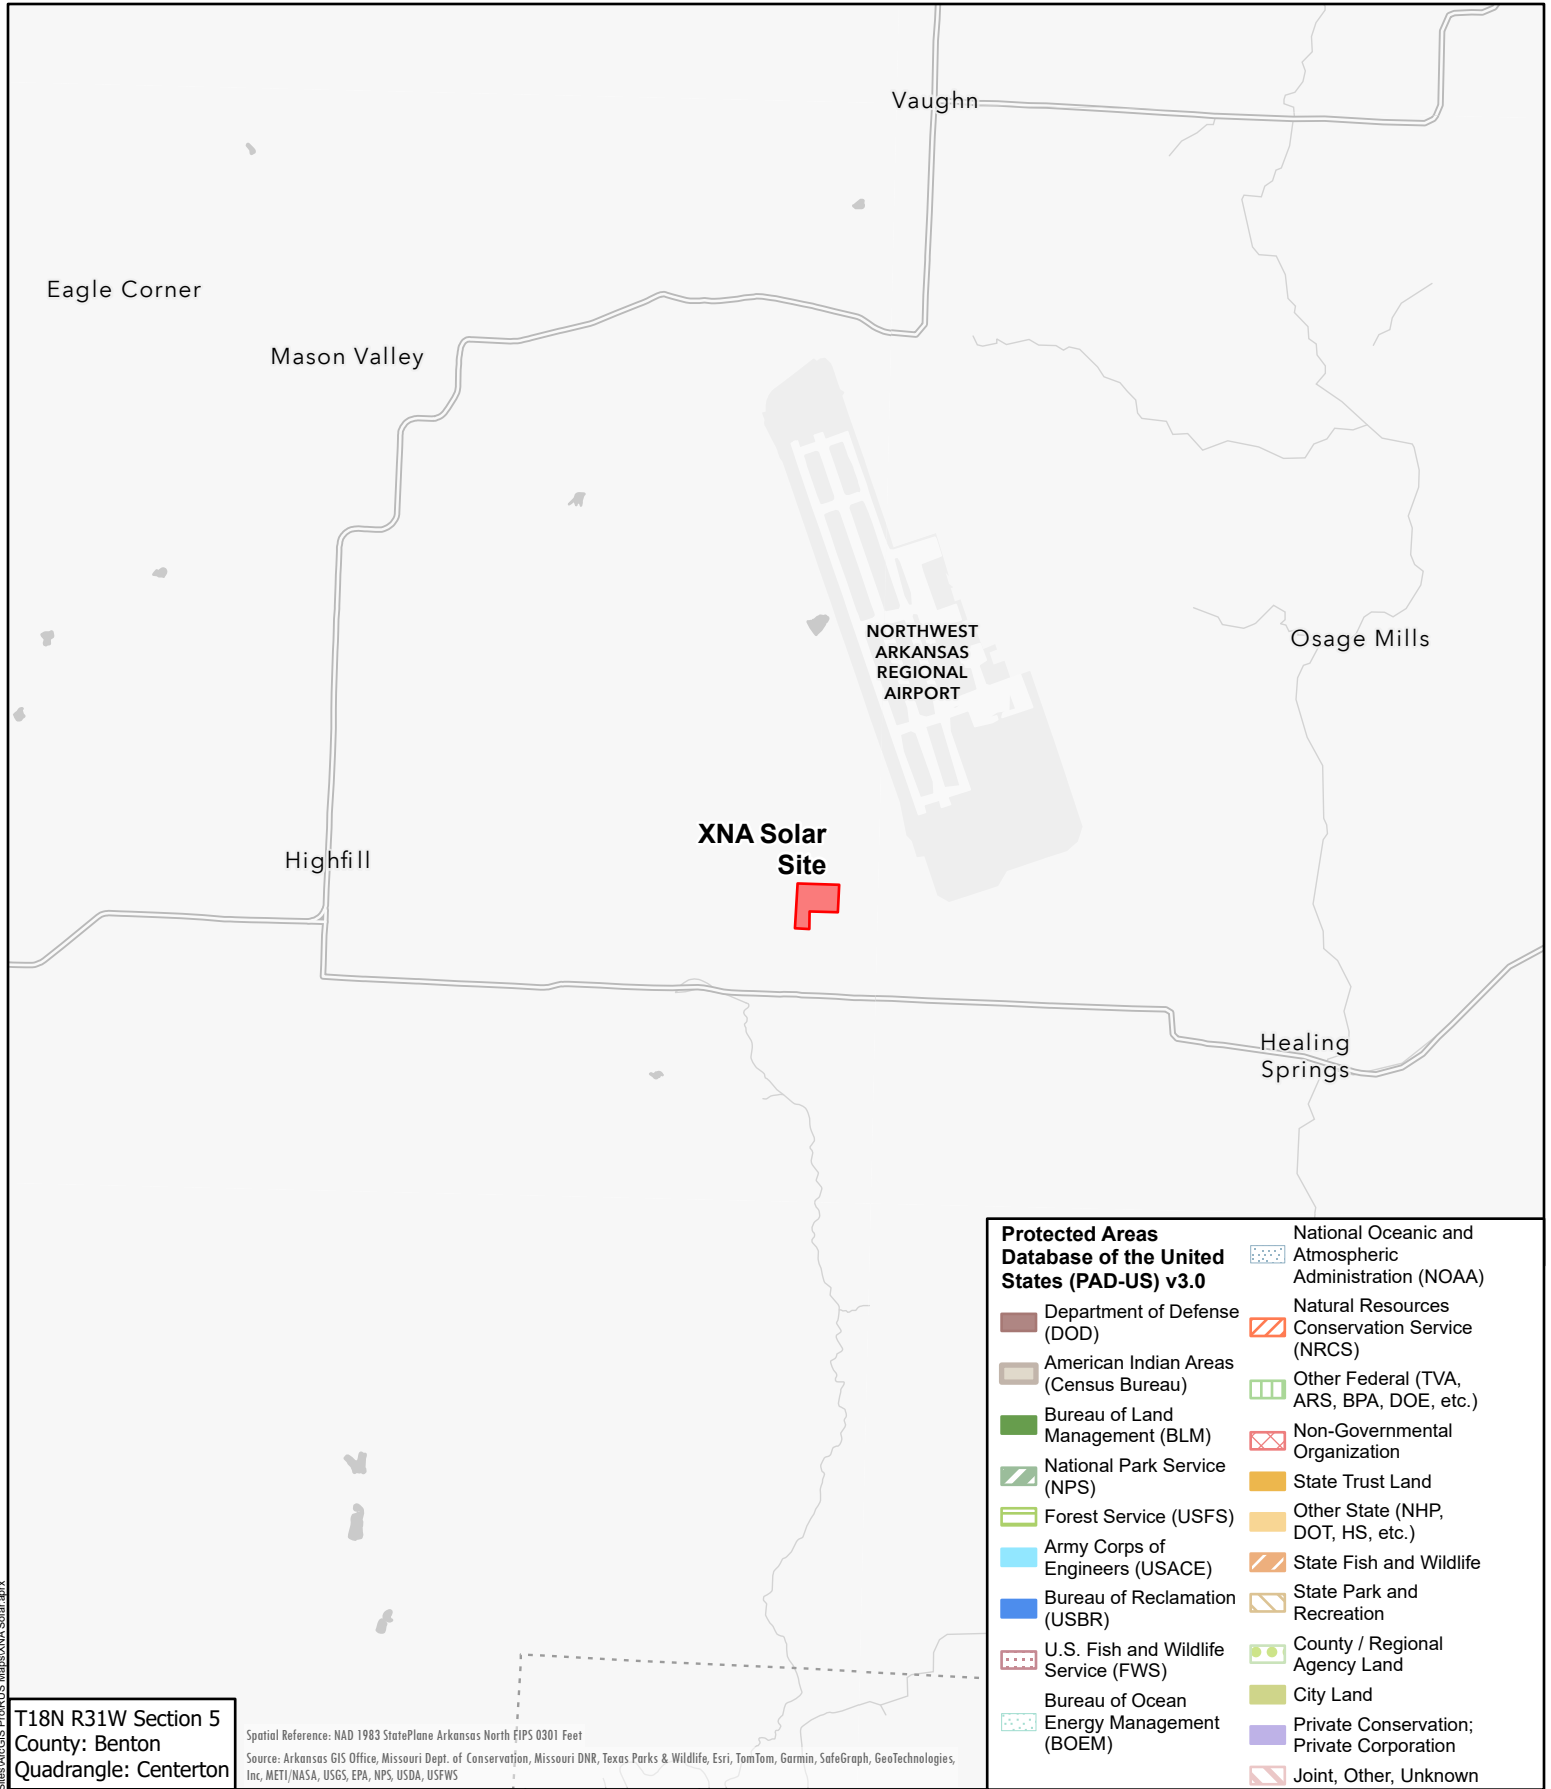 Vaughn
Eagle Corner
Mason Valley
NORTHWEST
ARKANSAS
REGIONAL
AIRPORT
Osage Mills
XNA Solar
Site
Highfill
Healing
Springs
Protected Areas
Database of the United
States (PAD-US) v3.0
Department of Defense
(DOD)
American Indian Areas
(Census Bureau)
Bureau of Land
Management (BLM)
National Park Service
(NPS)
Forest Service (USFS)
Army Corps of
Engineers (USACE)
Bureau of Reclamation
(USBR)
U.S. Fish and Wildlife
Service (FWS)
Bureau of Ocean
Energy Management
(BOEM)
National Oceanic and
Atmospheric
Administration (NOAA)
Natural Resources
Conservation Service
(NRCS)
Other Federal (TVA,
ARS, BPA, DOE, etc.)
Non-Governmental
Organization
State Trust Land
Other State (NHP,
DOT, HS, etc.)
State Fish and Wildlife
State Park and
Recreation
County / Regional
Agency Land
City Land
Private Conservation;
Private Corporation
Joint, Other, Unknown
T18N R31W Section 5
County: Benton
Quadrangle: Centerton
Spatial Reference: NAD 1983 StatePlane Arkansas North FIPS 0301 Feet
Source: Arkansas GIS Office, Missouri Dept. of Conservation, Missouri DNR, Texas Parks & Wildlife, Esri, TomTom, Garmin, SafeGraph, GeoTechnologies,
Inc, METI/NASA, USGS, EPA, NPS, USDA, USFWS